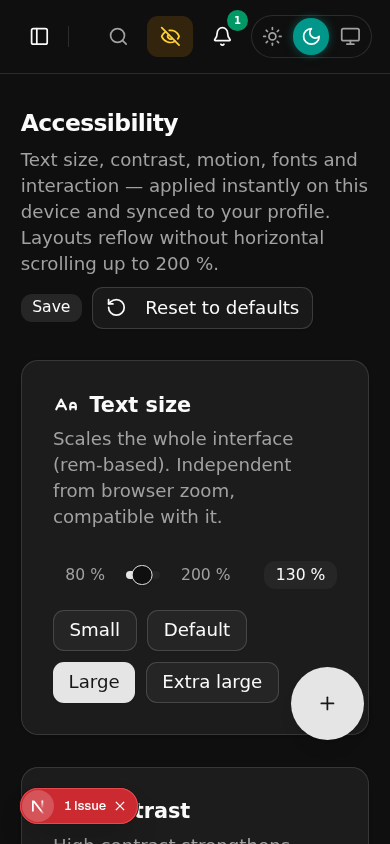 1
Accessibility
Text size, contrast, motion, fonts and
interaction — applied instantly on this
device and synced to your profile.
Layouts reflow without horizontal
scrolling up to 200 %.
Save
Reset to defaults
Text size
Scales the whole interface
(rem-based). Independent
from browser zoom,
compatible with it.
80 %
200 %
130 %
Small
Default
Large
Extra large
1 Issue